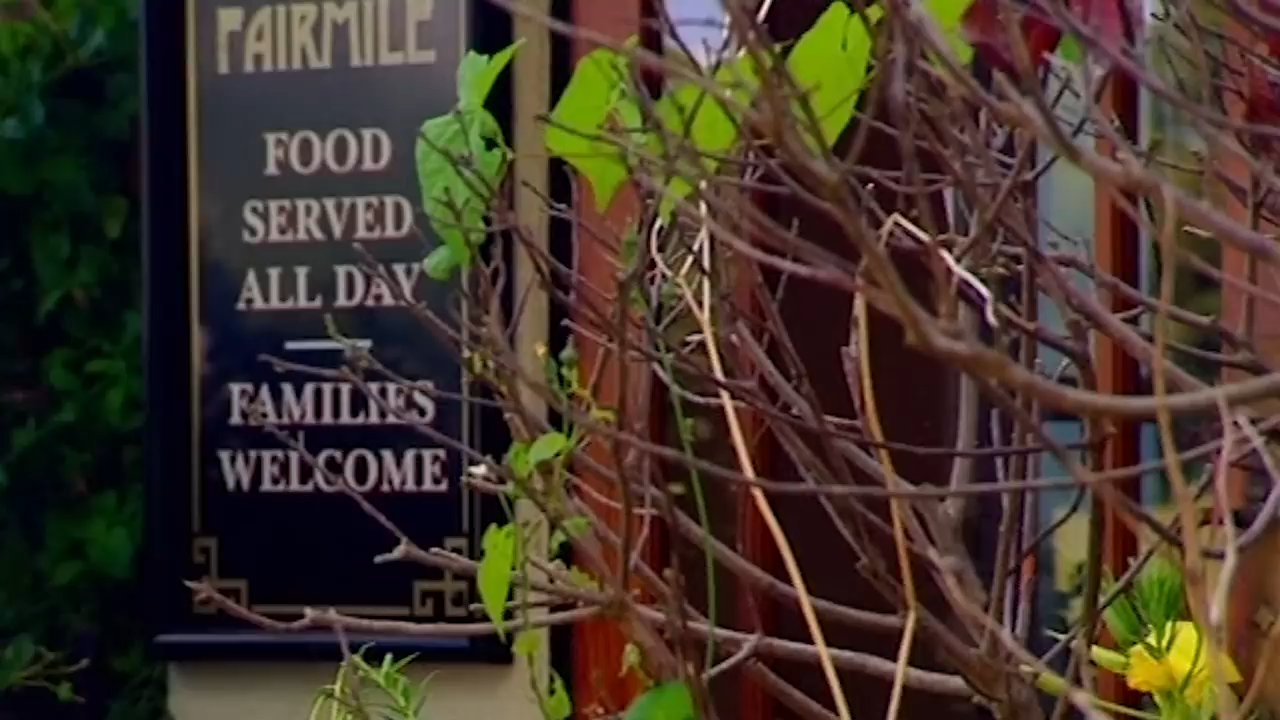 FAIRMILE
FOOD
SERVED
ALL DAY
FAMILIES
WELCOME